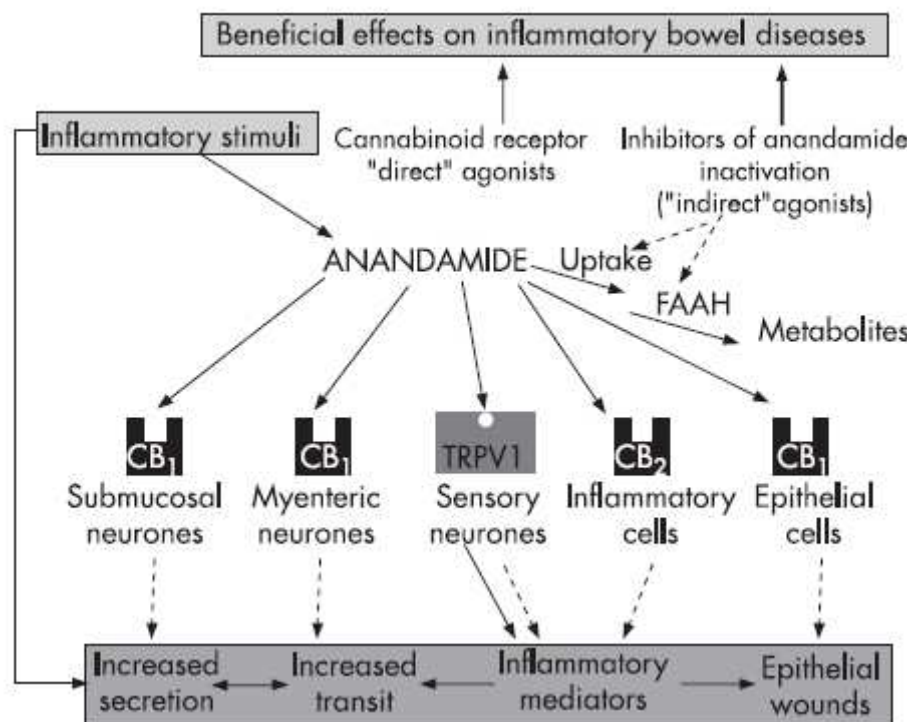 Beneficial effects on inflammatory bowel diseases
Inflammatory stimuli
Cannabinoid receptor
"direct" agonists
Inhibitors of anandamide
inactivation
("indirect"agonists)
ANANDAMIDE
Uptake
FAAH
Metabolites
CB1
Submucosal
neurones
CB1
Myenteric
neurones
TRPV1
Sensory
neurones
CB2
Inflammatory
cells
CB1
Epithelial
cells
Increased
secretion
Increased
transit
Inflammatory
mediators
Epithelial
wounds